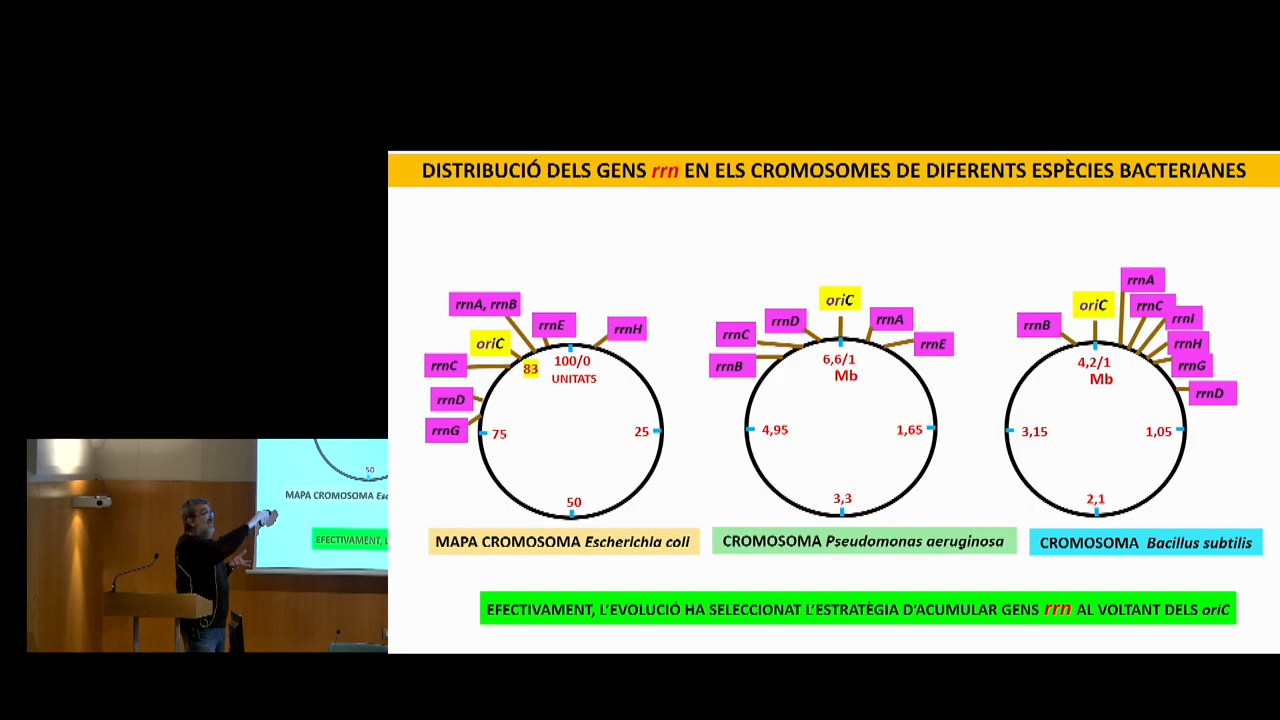 DISTRIBUCIÓ DELS GENS rrn EN ELS CROMOSOMES DE DIFERENTS ESPÈCIES BACTERIANES
rrnA, rrnB
rrnE
rrnH
oriC
rrnC
83
100/0
UNITATS
rrnD
rrnG
75
25
50
MAPA CROMOSOMA Escherichia coli
oriC
rrnD
rrnA
rrnC
rrnE
rrnB
6,6/1
Mb
4,95
1,65
3,3
CROMOSOMA Pseudomonas aeruginosa
rrnA
oriC
rrnC
rrnB
rrnI
rrnH
4,2/1
rrnG
Mb
rrnD
3,15
1,05
2,1
CROMOSOMA Bacillus subtilis
EFECTIVAMENT, L'EVOLUCIÓ HA SELECCIONAT L'ESTRATÈGIA D'ACUMULAR GENS rrn AL VOLTANT DELS oriC
50
MAPA CROMOSOMA Esc
EFECTIVAMENT, L